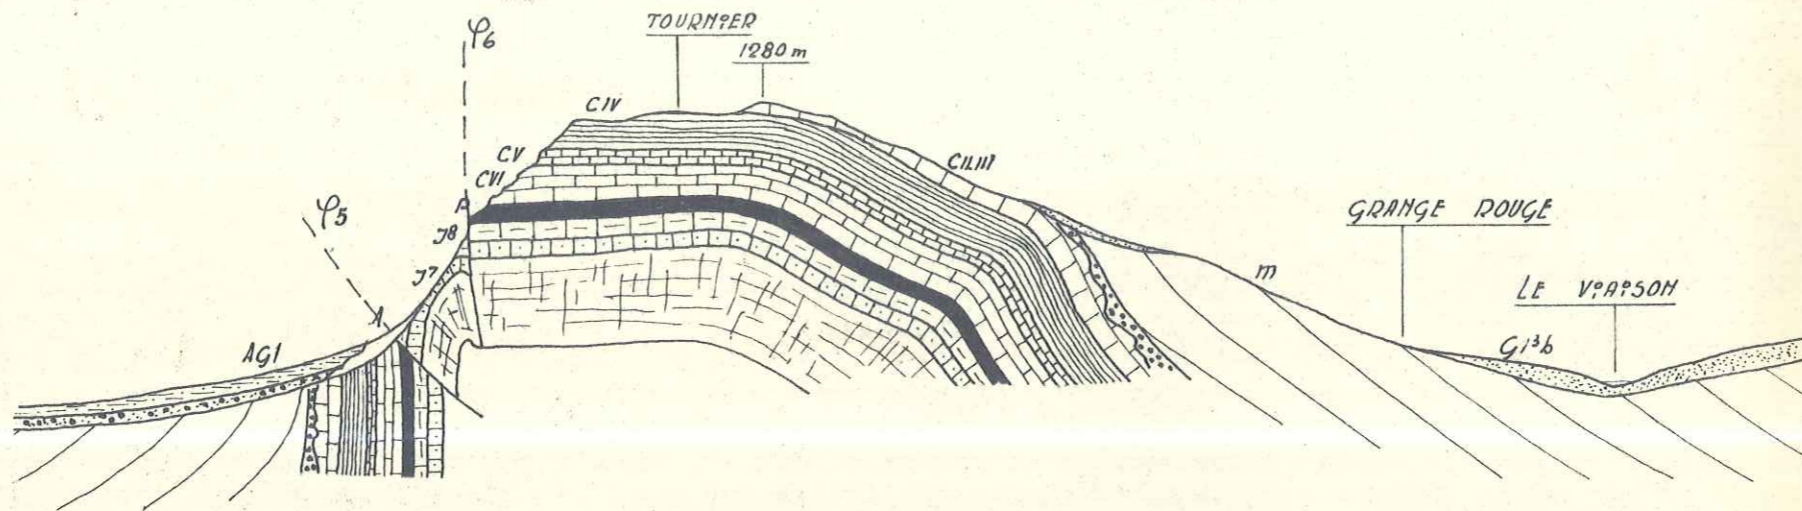 φ6
TOURNIER
1280 m
CIV
CV
CVI
P
φ5
J8
J7
A
AG1
CII,III
m
GRANGE ROUGE
LE VIAISON
G1³b